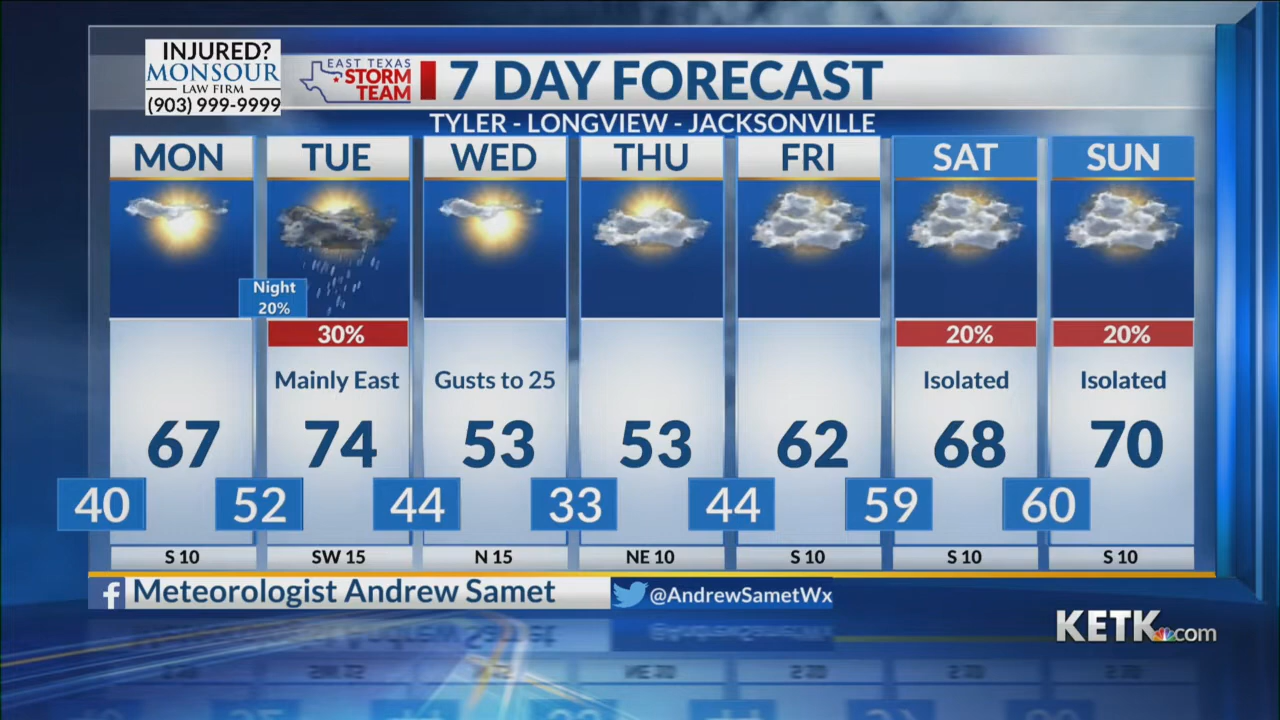 INJURED?
MONSOUR
LAW FIRM
(903) 999-9999
EAST TEXAS
STORM
TEAM
7 DAY FORECAST
TYLER - LONGVIEW - JACKSONVILLE
MON TUE WED THU FRI SAT SUN
Night
20%
30% 20% 20%
Mainly East Gusts to 25 Isolated Isolated
67 74 53 53 62 68 70
40 52 44 33 44 59 60
S 10 SW 15 N 15 NE 10 S 10 S 10 S 10
f Meteorologist Andrew Samet @AndrewSametWx
KETK.com